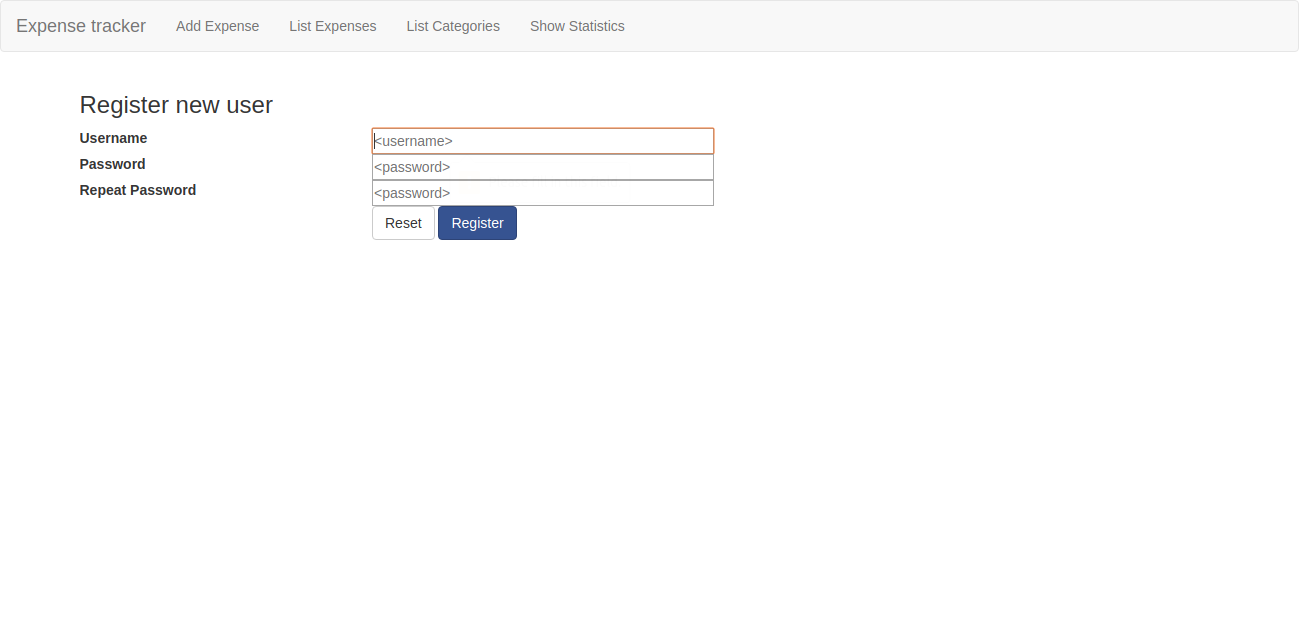 Expense tracker Add Expense List Expenses List Categories Show Statistics
Register new user
Username <username>
Password <password>
Repeat Password <password>
Reset Register